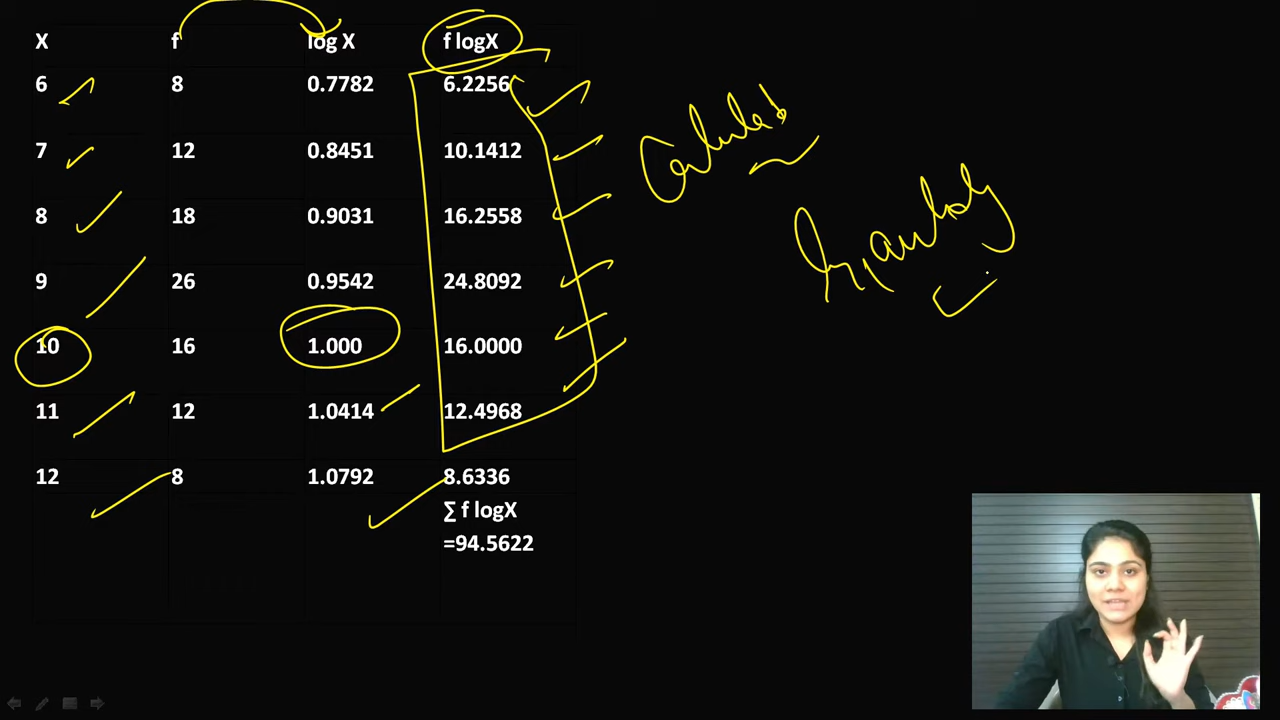 X f log X f logX
6 8 0.7782 6.2256
7 12 0.8451 10.1412
8 18 0.9031 16.2558
9 26 0.9542 24.8092
10 16 1.000 16.0000
11 12 1.0414 12.4968
12 8 1.0792 8.6336
∑ f logX
=94.5622